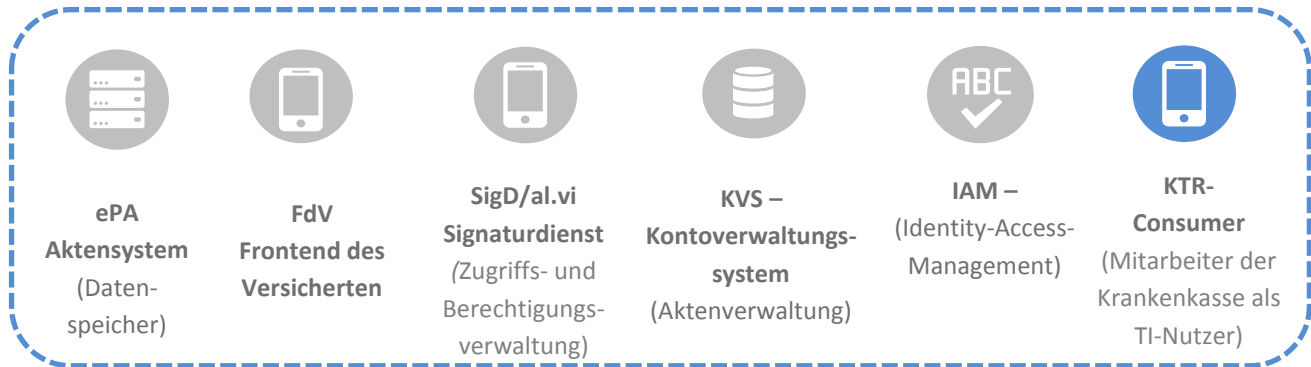 ABC
ePA
Aktensystem
(Daten-
speicher)
FdV
Frontend des
Versicherten
SigD/al.vi
Signaturdienst
(Zugriffs- und
Berechtigungs-
verwaltung)
KVS –
Kontoverwaltungs-
system
(Aktenverwaltung)
IAM –
(Identity-Access-
Management)
KTR-
Consumer
(Mitarbeiter der
Krankenkasse als
TI-Nutzer)